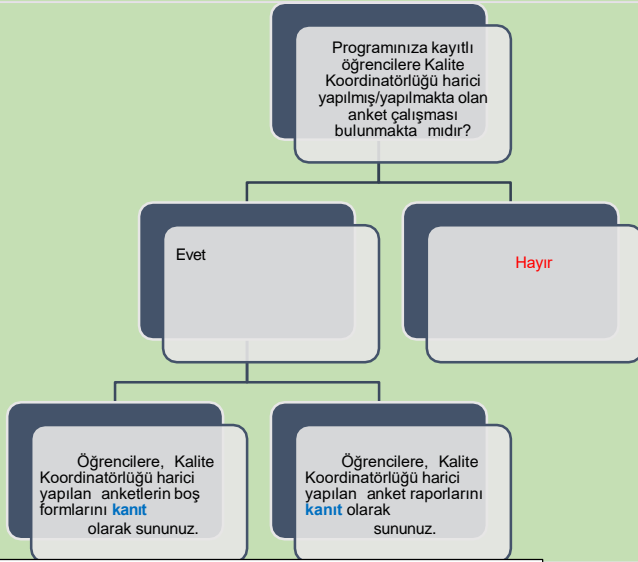 Programınıza kayıtlı
öğrencilere Kalite
Koordinatörlüğü harici
yapılmış/yapılmakta olan
anket çalışması
bulunmakta mıdır?
Evet
Hayır
Öğrencilere, Kalite
Koordinatörlüğü harici
yapılan anketlerin boş
formlarını kanıt
olarak sununuz.
Öğrencilere, Kalite
Koordinatörlüğü harici
yapılan anket raporlarını
kanıt olarak
sununuz.